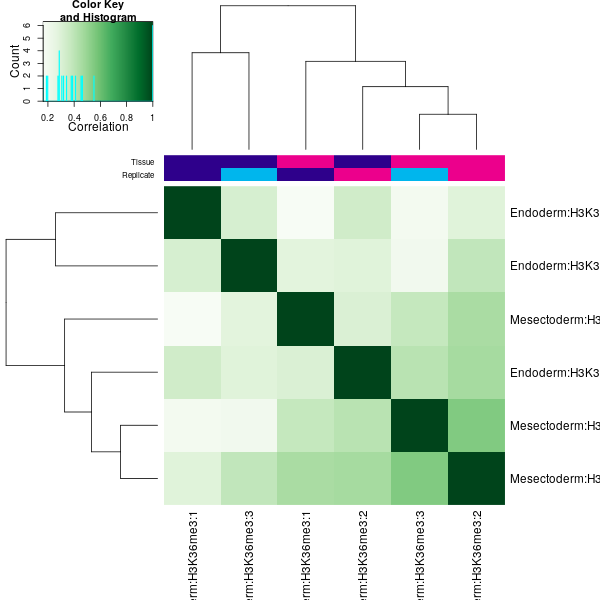 Color Key
and Histogram
Count
0 1 2 3 4 5 6
0.2 0.4 0.6 0.8 1
Correlation
Tissue
Replicate
Endoderm:H3K3
Endoderm:H3K3
Mesectoderm:H3
Endoderm:H3K3
Mesectoderm:H3
Mesectoderm:H3
erm:H3K36me3:1
erm:H3K36me3:3
erm:H3K36me3:1
erm:H3K36me3:2
erm:H3K36me3:3
erm:H3K36me3:2